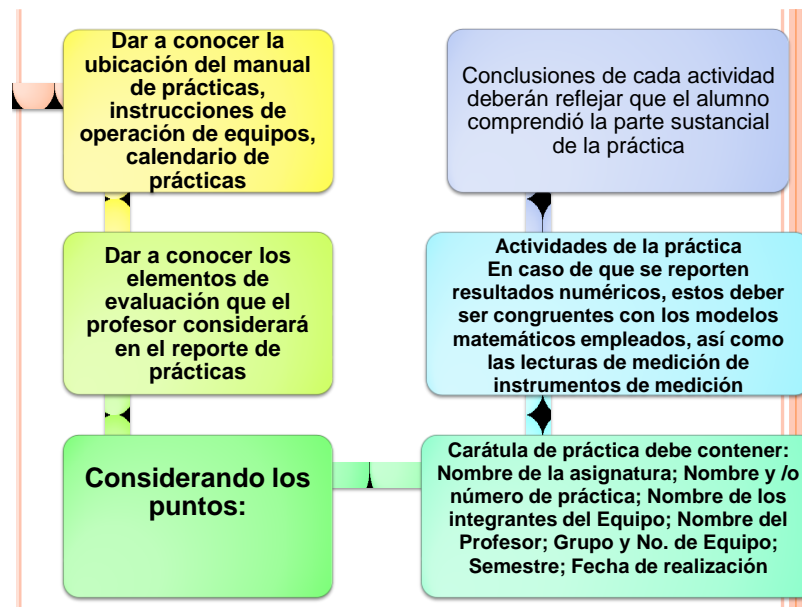 Dar a conocer la
ubicación del manual
de prácticas,
instrucciones de
operación de equipos,
calendario de
prácticas
Dar a conocer los
elementos de
evaluación que el
profesor considerará
en el reporte de
prácticas
Considerando los
puntos:
Carátula de práctica debe contener:
Nombre de la asignatura; Nombre y /o
número de práctica; Nombre de los
integrantes del Equipo; Nombre del
Profesor; Grupo y No. de Equipo;
Semestre; Fecha de realización
Actividades de la práctica
En caso de que se reporten
resultados numéricos, estos deber
ser congruentes con los modelos
matemáticos empleados, así como
las lecturas de medición de
instrumentos de medición
Conclusiones de cada actividad
deberán reflejar que el alumno
comprendió la parte sustancial
de la práctica